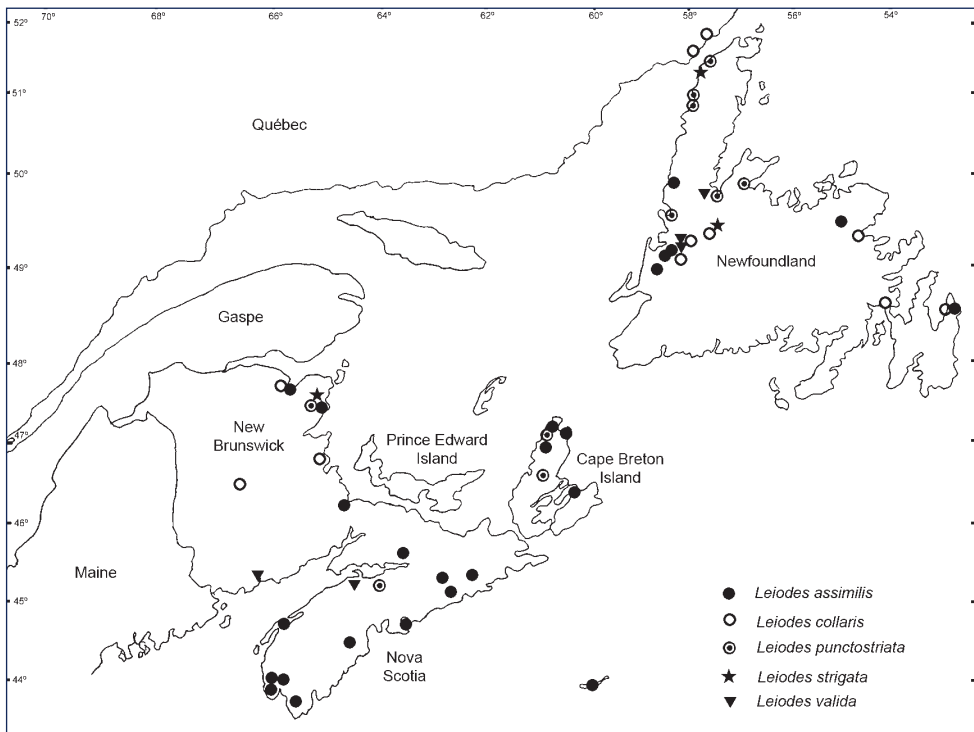 52° 70° 66° 64° 62° 60° 58° 56° 54°
51°
Québec
50°
Newfoundland
49°
Gaspe
48°
New
Brunswick
47°
Prince Edward
Island
Cape Breton
Island
46°
Maine
45°
Leiodes assimilis
Leiodes collaris
Leiodes punctostriata
Nova
Scotia
44°
Leiodes strigata
Leiodes valida